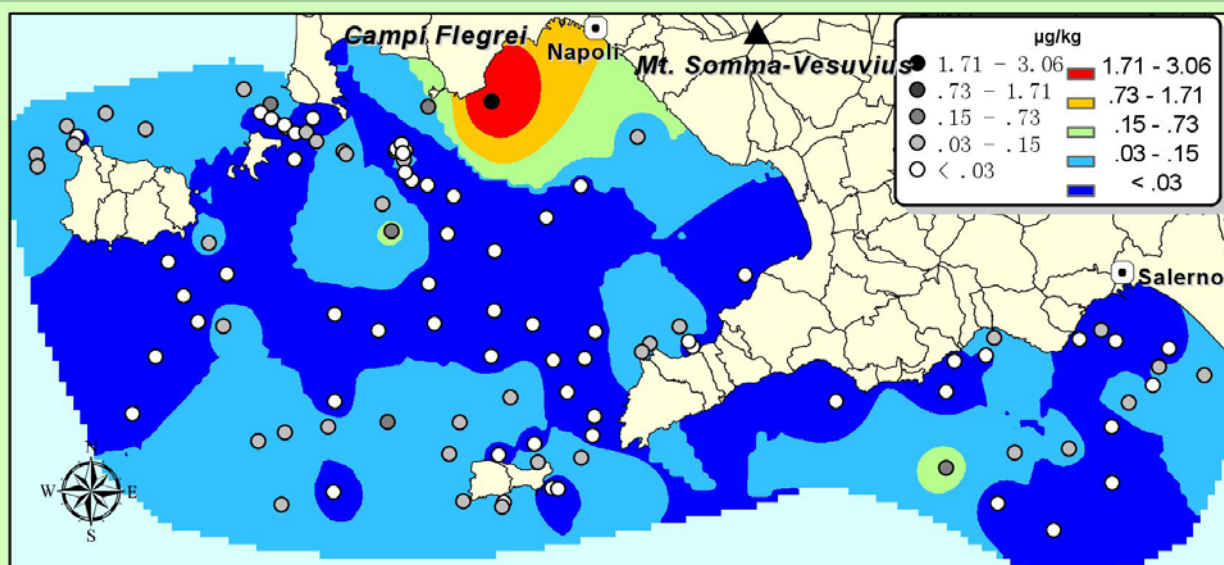 Campi Flegrei
Napoli
Mt. Somma-Vesuvius
µg/kg
1.71 - 3.06 1.71 - 3.06
.73 - 1.71 .73 - 1.71
.15 - .73 .15 - .73
.03 - .15 .03 - .15
< .03 < .03
Salerno
N
W E
S